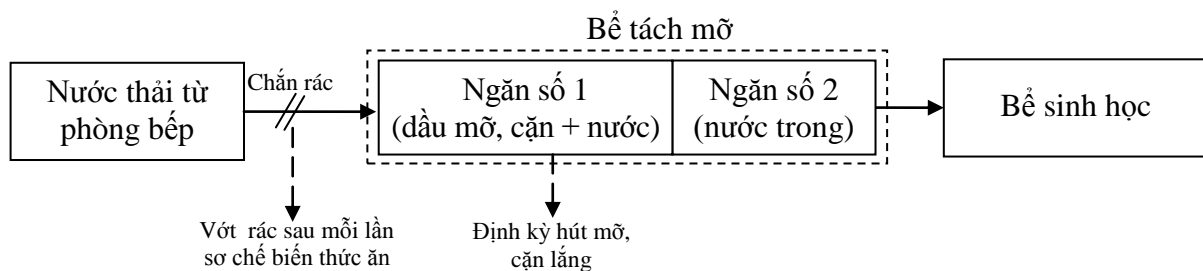 Bể tách mỡ
Nước thải từ
phòng bếp
Chắn rác
Ngăn số 1
(dầu mỡ, cặn + nước)
Ngăn số 2
(nước trong)
Bể sinh học
Vớt rác sau mỗi lần
sơ chế biến thức ăn
Định kỳ hút mỡ,
cặn lắng